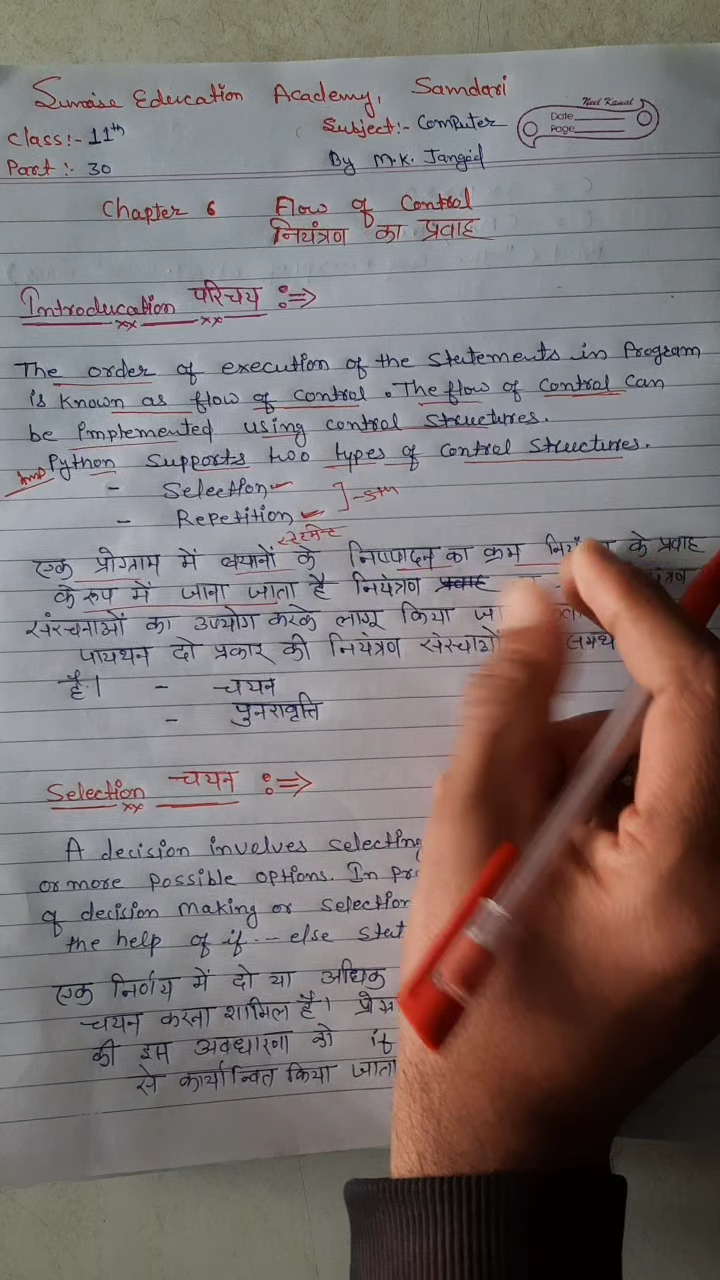 Sunrise Education Academy, Samdari
Class:- 11th
Subject:- Computer
Neel Kamal
Date
Page
Part :- 30
By M.K. Jangid
Chapter 6 Flow of Control
नियंत्रण का प्रवाह
Introducation परिचय :⇒
The order of execution of the statements in Program
is known as flow of control. The flow of control can
be Implemented using control structures.
Imp Python supports two types of control structures.
- Selection
- Repetition
स्टेटमेन्ट
एक प्रोग्राम में बयानों के निष्पादन का क्रम के प्रवाह
के रूप में जाना जाता है नियंत्रण प्रवाह
संरचनाओं का उपयोग करके लागू किया
पायथन दो प्रकार की नियंत्रण
है। - चयन
- पुनरावृत्ति
Selection चयन :⇒
A decision involves selecting
or more possible options. In
of decision making or selection
the help of if -- else
एक निर्णय में दो या अधिक
चयन करना शामिल है।
की इस अवधारणा को if
से कार्यान्वित किया जाता